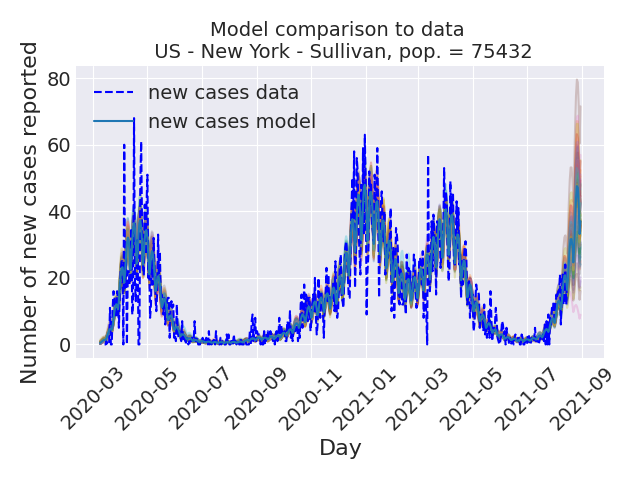 Model comparison to data
US - New York - Sullivan, pop. = 75432
Number of new cases reported
80
60
40
20
0
new cases data
new cases model
2020-03
2020-05
2020-07
2020-09
2020-11
2021-01
2021-03
2021-05
2021-07
2021-09
Day